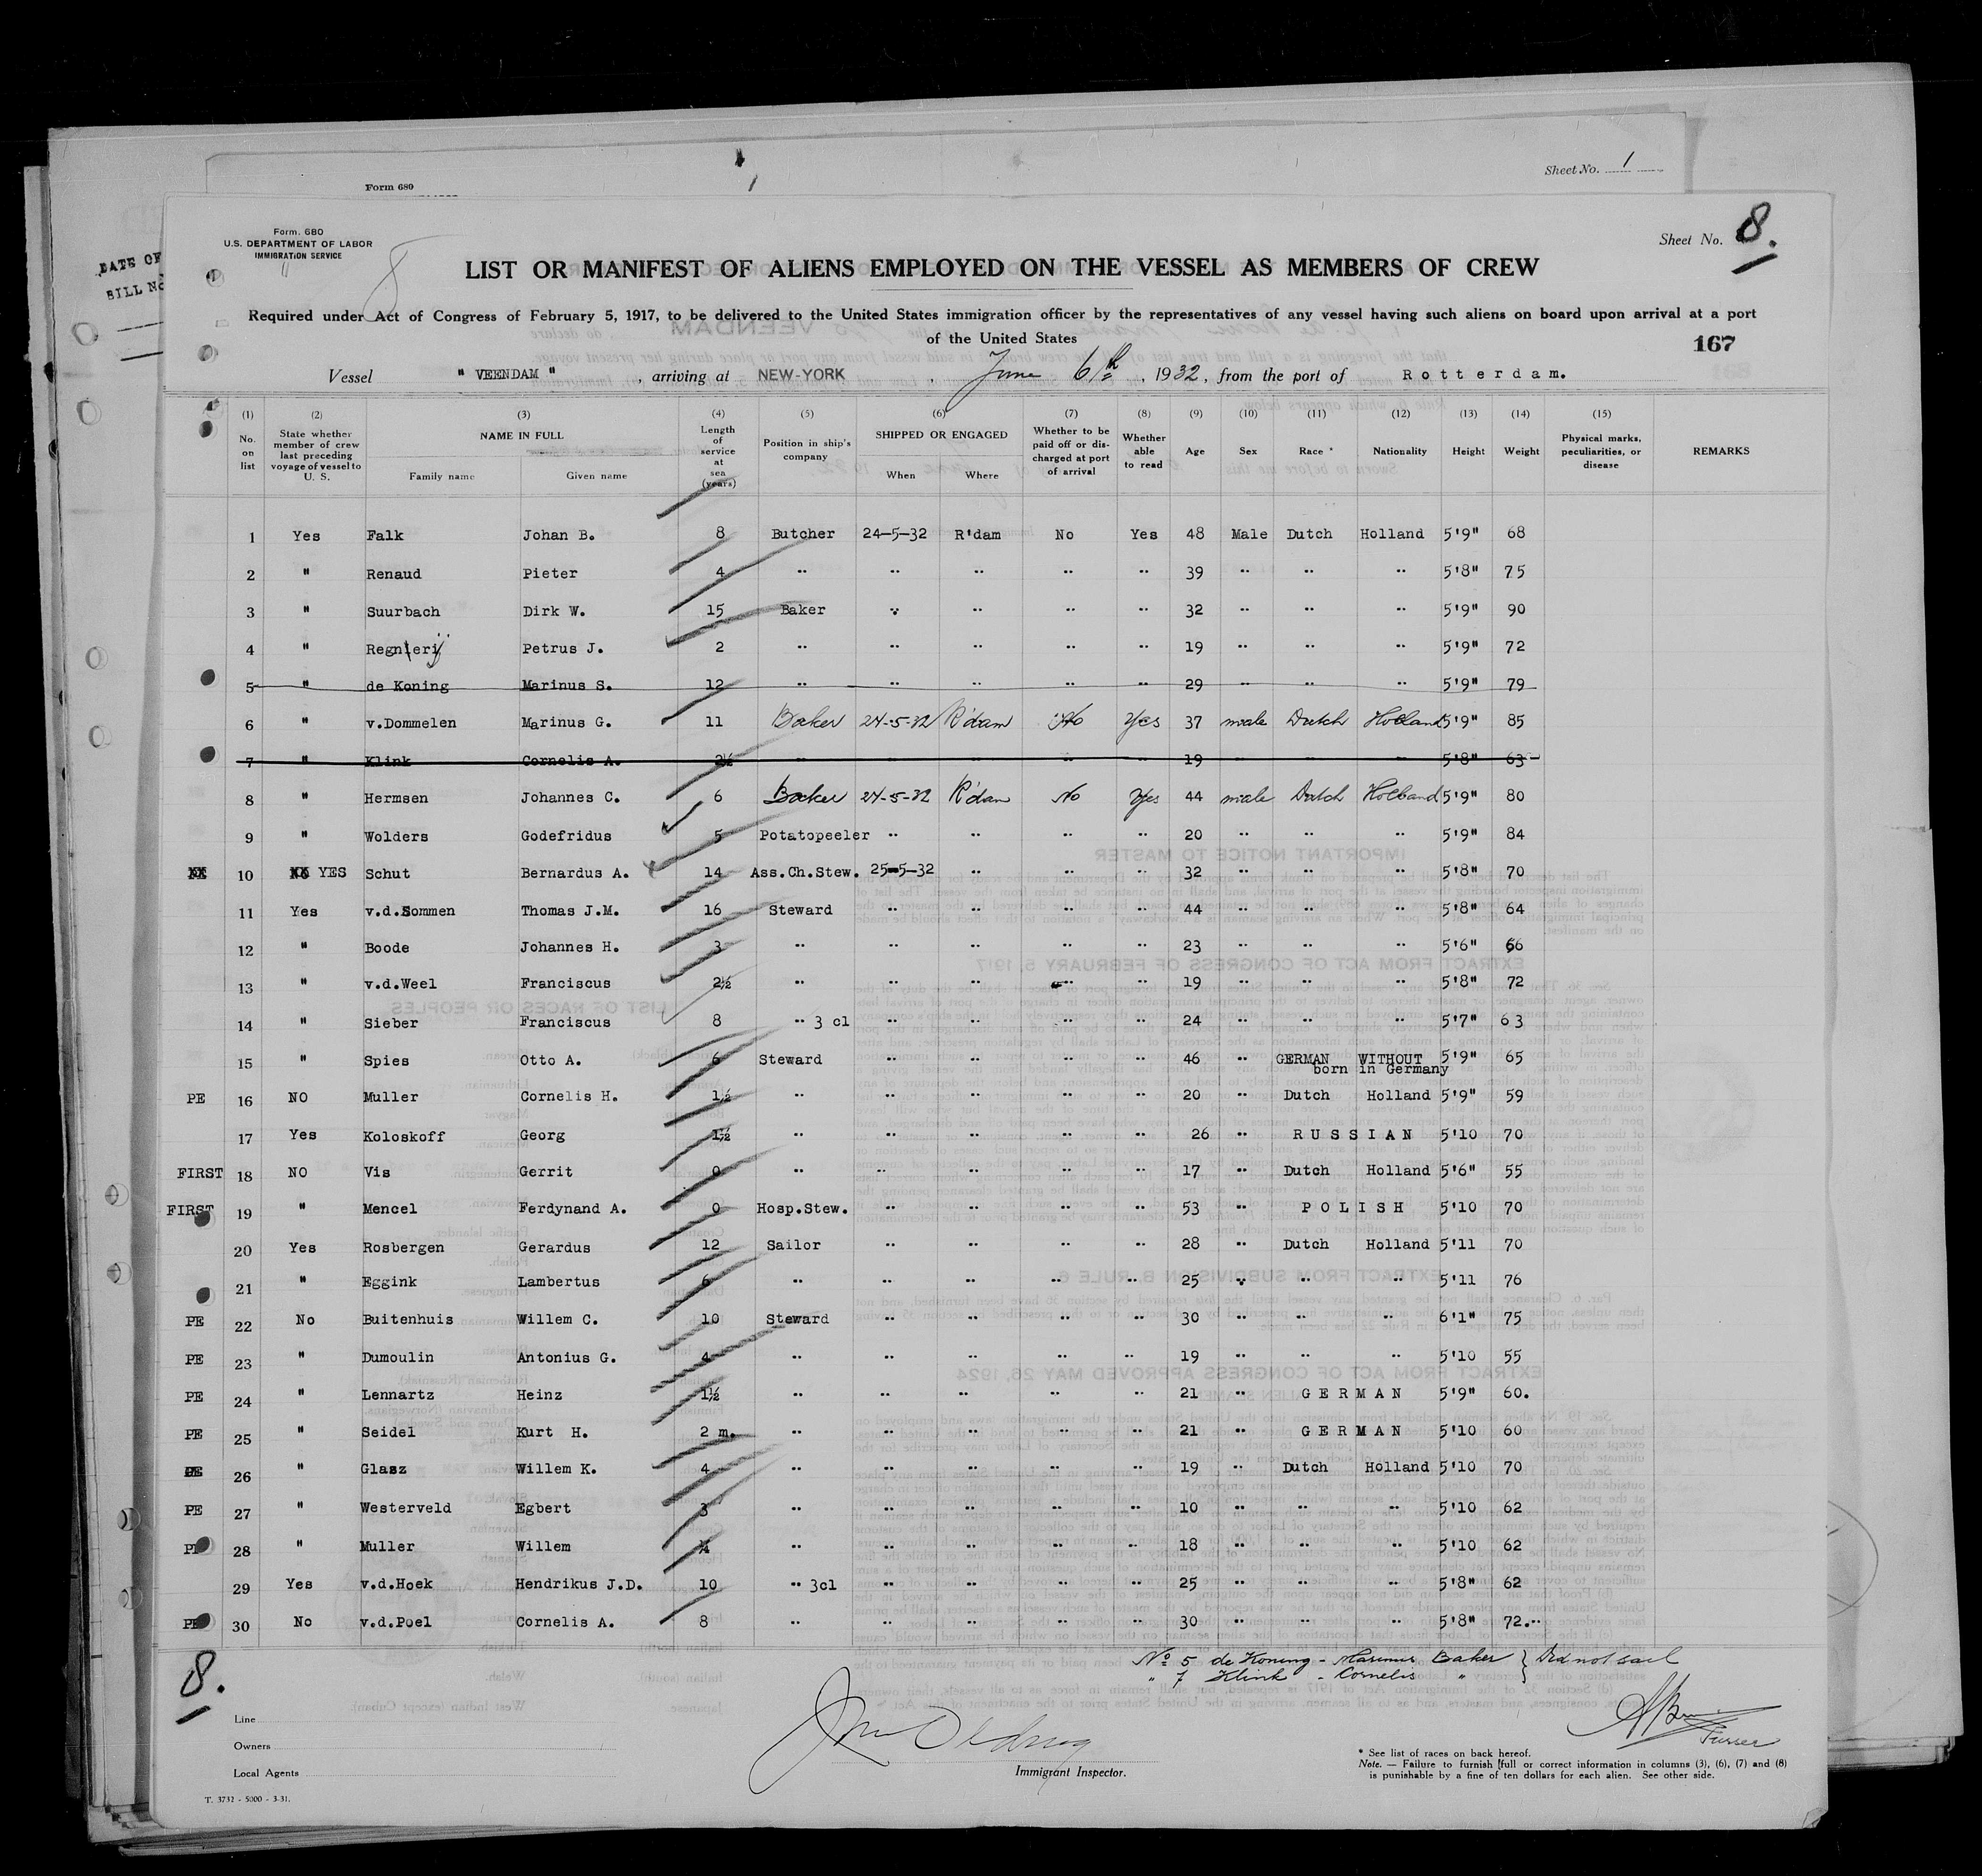 Form 680
Sheet No. 1
DATE OF
BILL No
Form. 680
U.S. DEPARTMENT OF LABOR
IMMIGRATION SERVICE
8
Sheet No. 8.
LIST OR MANIFEST OF ALIENS EMPLOYED ON THE VESSEL AS MEMBERS OF CREW
Required under Act of Congress of February 5, 1917, to be delivered to the United States immigration officer by the representatives of any vessel having such aliens on board upon arrival at a port
of the United States
167
Vessel " VEENDAM " , arriving at NEW-YORK , June 6th , 1932, from the port of Rotterdam.
(1) No. on list (2) State whether member of crew last preceding voyage of vessel to U. S. (3) NAME IN FULL Family name Given name (4) Length of service at sea (years) (5) Position in ship's company (6) SHIPPED OR ENGAGED When Where (7) Whether to be paid off or discharged at port of arrival (8) Whether able to read (9) Age (10) Sex (11) Race * (12) Nationality (13) Height (14) Weight (15) Physical marks, peculiarities, or disease REMARKS
1 Yes Falk Johan B. 8 Butcher 24-5-32 R'dam No Yes 48 Male Dutch Holland 5'9" 68
2 " Renaud Pieter 4 " " " " " 39 " " " 5'8" 75
3 " Suurbach Dirk W. 15 Baker " " " " 32 " " " 5'9" 90
4 " Regnierij Petrus J. 2 " " " " " 19 " " " 5'9" 72
5 " de Koning Marinus S. 12 " " " " " 29 " " " 5'9" 79
6 " v.Dommelen Marinus G. 11 Baker 24-5-32 R'dam No Yes 37 male Dutch Holland 5'9" 85
7 " Klink Cornelis A. 2½ " " " " 19 5'8" 63
8 " Hermsen Johannes C. 6 Baker 24-5-32 R'dam No Yes 44 male Dutch Holland 5'9" 80
9 " Wolders Godefridus 5 Potatopeeler " " " " 20 " " " 5'9" 84
10 YES Schut Bernardus A. 14 Ass.Ch.Stew. 25-5-32 " " " 32 " " " 5'8" 70
11 Yes v.d.Sommen Thomas J.M. 16 Steward " " " " 44 " " " 5'8" 64
12 " Boode Johannes H. 3 " " " " " 23 " " " 5'6" 66
13 " v.d.Weel Franciscus 2½ " " " " " 19 " " " 5'8" 72
14 " Sieber Franciscus 8 " 3 cl " " " " 24 " " " 5'7" 63
15 " Spies Otto A. 6 Steward " " " " 46 " GERMAN WITHOUT 5'9" 65
born in Germany
PE 16 NO Muller Cornelis H. 1½ " " " " " 20 " Dutch Holland 5'9" 59
17 Yes Koloskoff Georg 1½ " " " " " 26 " RUSSIAN 5'10 70
FIRST 18 NO Vis Gerrit 0 " " " " " 17 " Dutch Holland 5'6" 55
FIRST 19 " Mencel Ferdynand A. 0 Hosp.Stew. " " " " 53 " POLISH 5'10 70
20 Yes Rosbergen Gerardus 12 Sailor " " " " 28 " Dutch Holland 5'11 70
21 " Eggink Lambertus 6 " " " " " 25 " " " 5'11 76
PE 22 No Buitenhuis Willem C. 10 Steward " " " " 30 " " " 6'1" 75
PE 23 " Dumoulin Antonius G. 4 " " " " " 19 " " " 5'10 55
PE 24 " Lennartz Heinz 1½ " " " " " 21 " GERMAN 5'9" 60.
PE 25 " Seidel Kurt H. 2 m. " " " " " 21 " GERMAN 5'10 60
PE 26 " Glasz Willem K. 4 " " " " " 19 " Dutch Holland 5'10 70
PE 27 " Westerveld Egbert 3 " " " " " 10 " " " 5'10 62
PE 28 " Muller Willem " " " " " 18 " " " 5'10 62
29 Yes v.d.Hoek Hendrikus J.D. 10 " 3cl " " " " 25 " " " 5'8" 62
PE 30 No v.d.Poel Cornelis A. 8 " " " " " 30 " " " 5'8" 72.
No 5 de Koning - Marinus Baker } Did not sail
" 7 Klink - Cornelis "
8.
Line
Owners
Local Agents
Immigrant Inspector.
Purser
* See list of races on back hereof.
Note. — Failure to furnish full or correct information in columns (3), (6), (7) and (8)
is punishable by a fine of ten dollars for each alien. See other side.
T. 3732 - 5000 - 3-31.